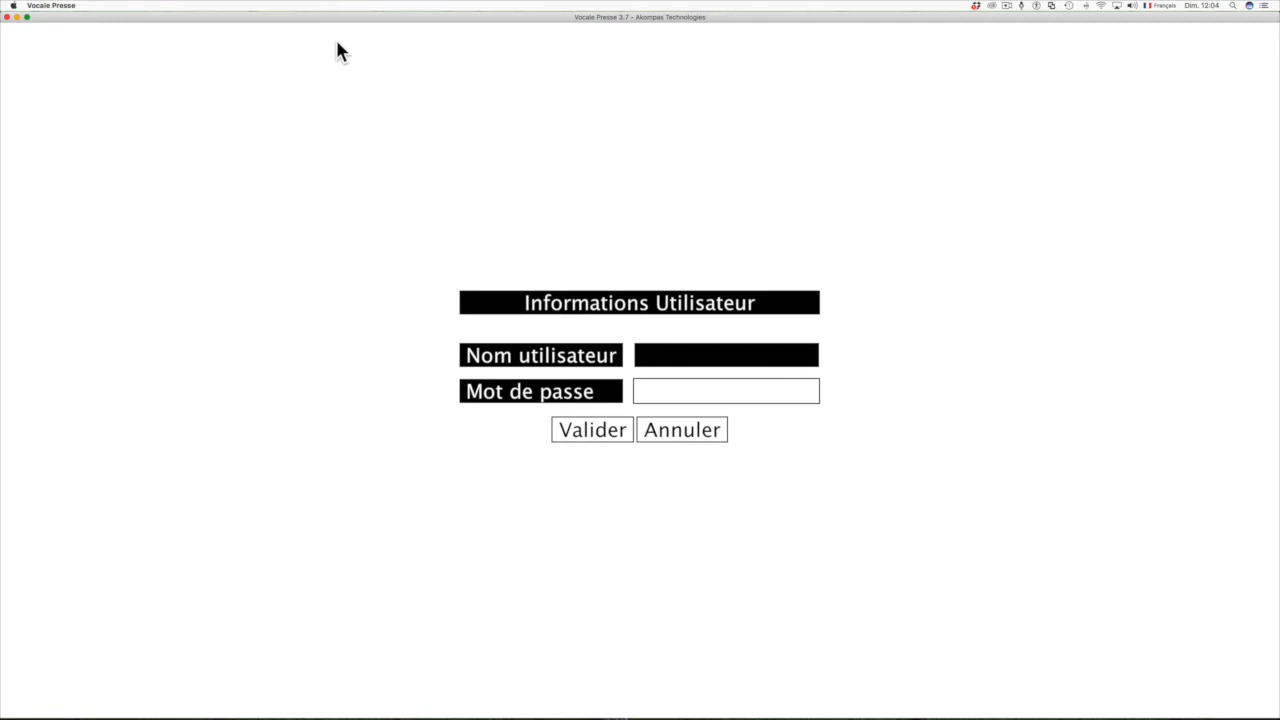 Vocale Presse
Français
Dim. 12:04
Vocale Presse 3.7 - Akompas Technologies
Informations Utilisateur
Nom utilisateur
Mot de passe
Valider
Annuler